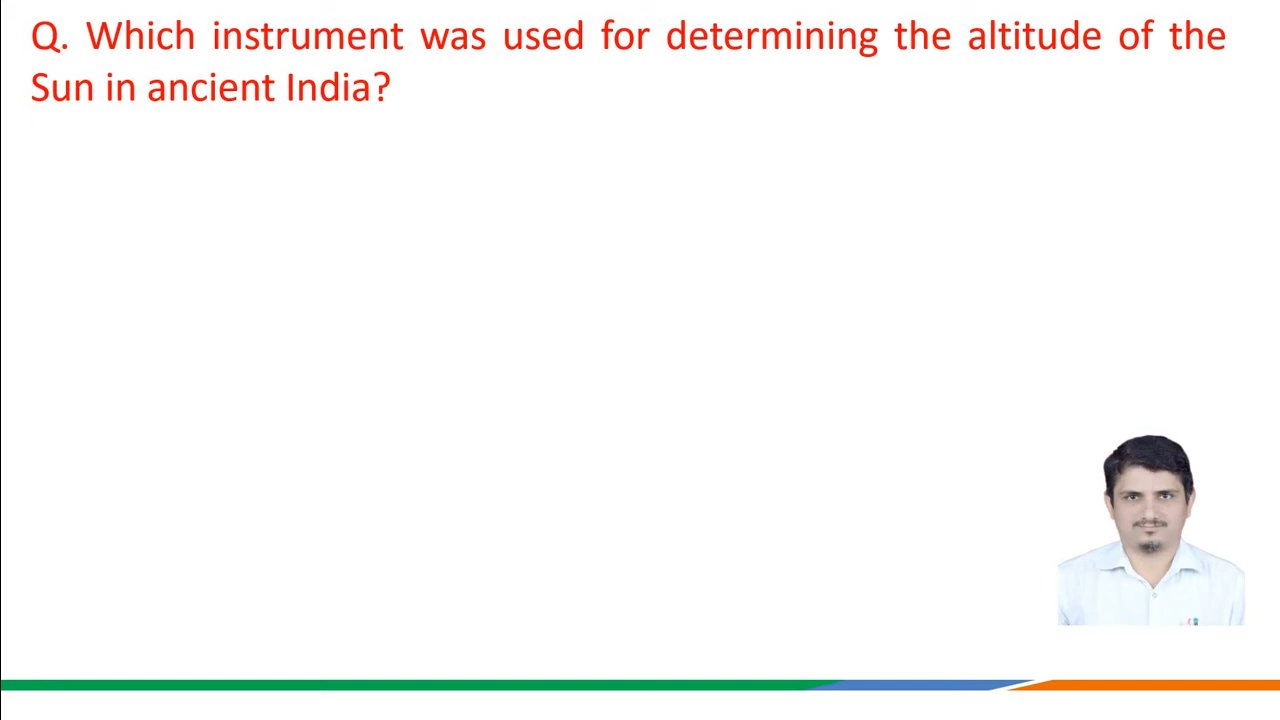 Q. Which instrument was used for determining the altitude of the
Sun in ancient India?